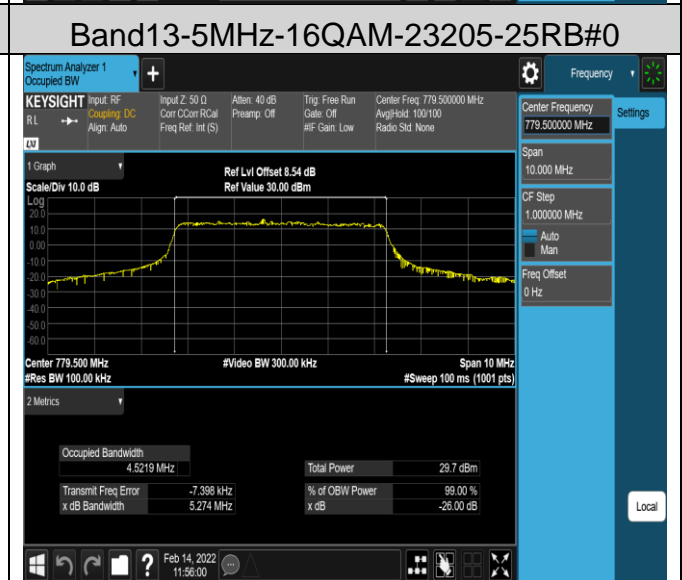 Band13-5MHz-16QAM-23205-25RB#0
Spectrum Analyzer 1
Occupied BW
+
Frequency
KEYSIGHT
RL
LXI
Input: RF
Coupling: DC
Align: Auto
Input Z: 50 Ω
Corr CCorr RCal
Freq Ref: Int (S)
Atten: 40 dB
Preamp: Off
Trig: Free Run
Gate: Off
#IF Gain: Low
Center Freq: 779.500000 MHz
Avg|Hold: 100/100
Radio Std: None
Center Frequency
779.500000 MHz
Settings
Span
10.000 MHz
CF Step
1.000000 MHz
Auto
Man
Freq Offset
0 Hz
1 Graph
Scale/Div 10.0 dB
Ref Lvl Offset 8.54 dB
Ref Value 30.00 dBm
Log
20.0
10.0
0.00
-10.0
-20.0
-30.0
-40.0
-50.0
-60.0
Center 779.500 MHz
#Video BW 300.00 kHz
Span 10 MHz
#Res BW 100.00 kHz
#Sweep 100 ms (1001 pts)
2 Metrics
Occupied Bandwidth
4.5219 MHz
Total Power 29.7 dBm
Transmit Freq Error -7.398 kHz
% of OBW Power 99.00 %
x dB Bandwidth 5.274 MHz
x dB -26.00 dB
Local
?
Feb 14, 2022
11:56:00